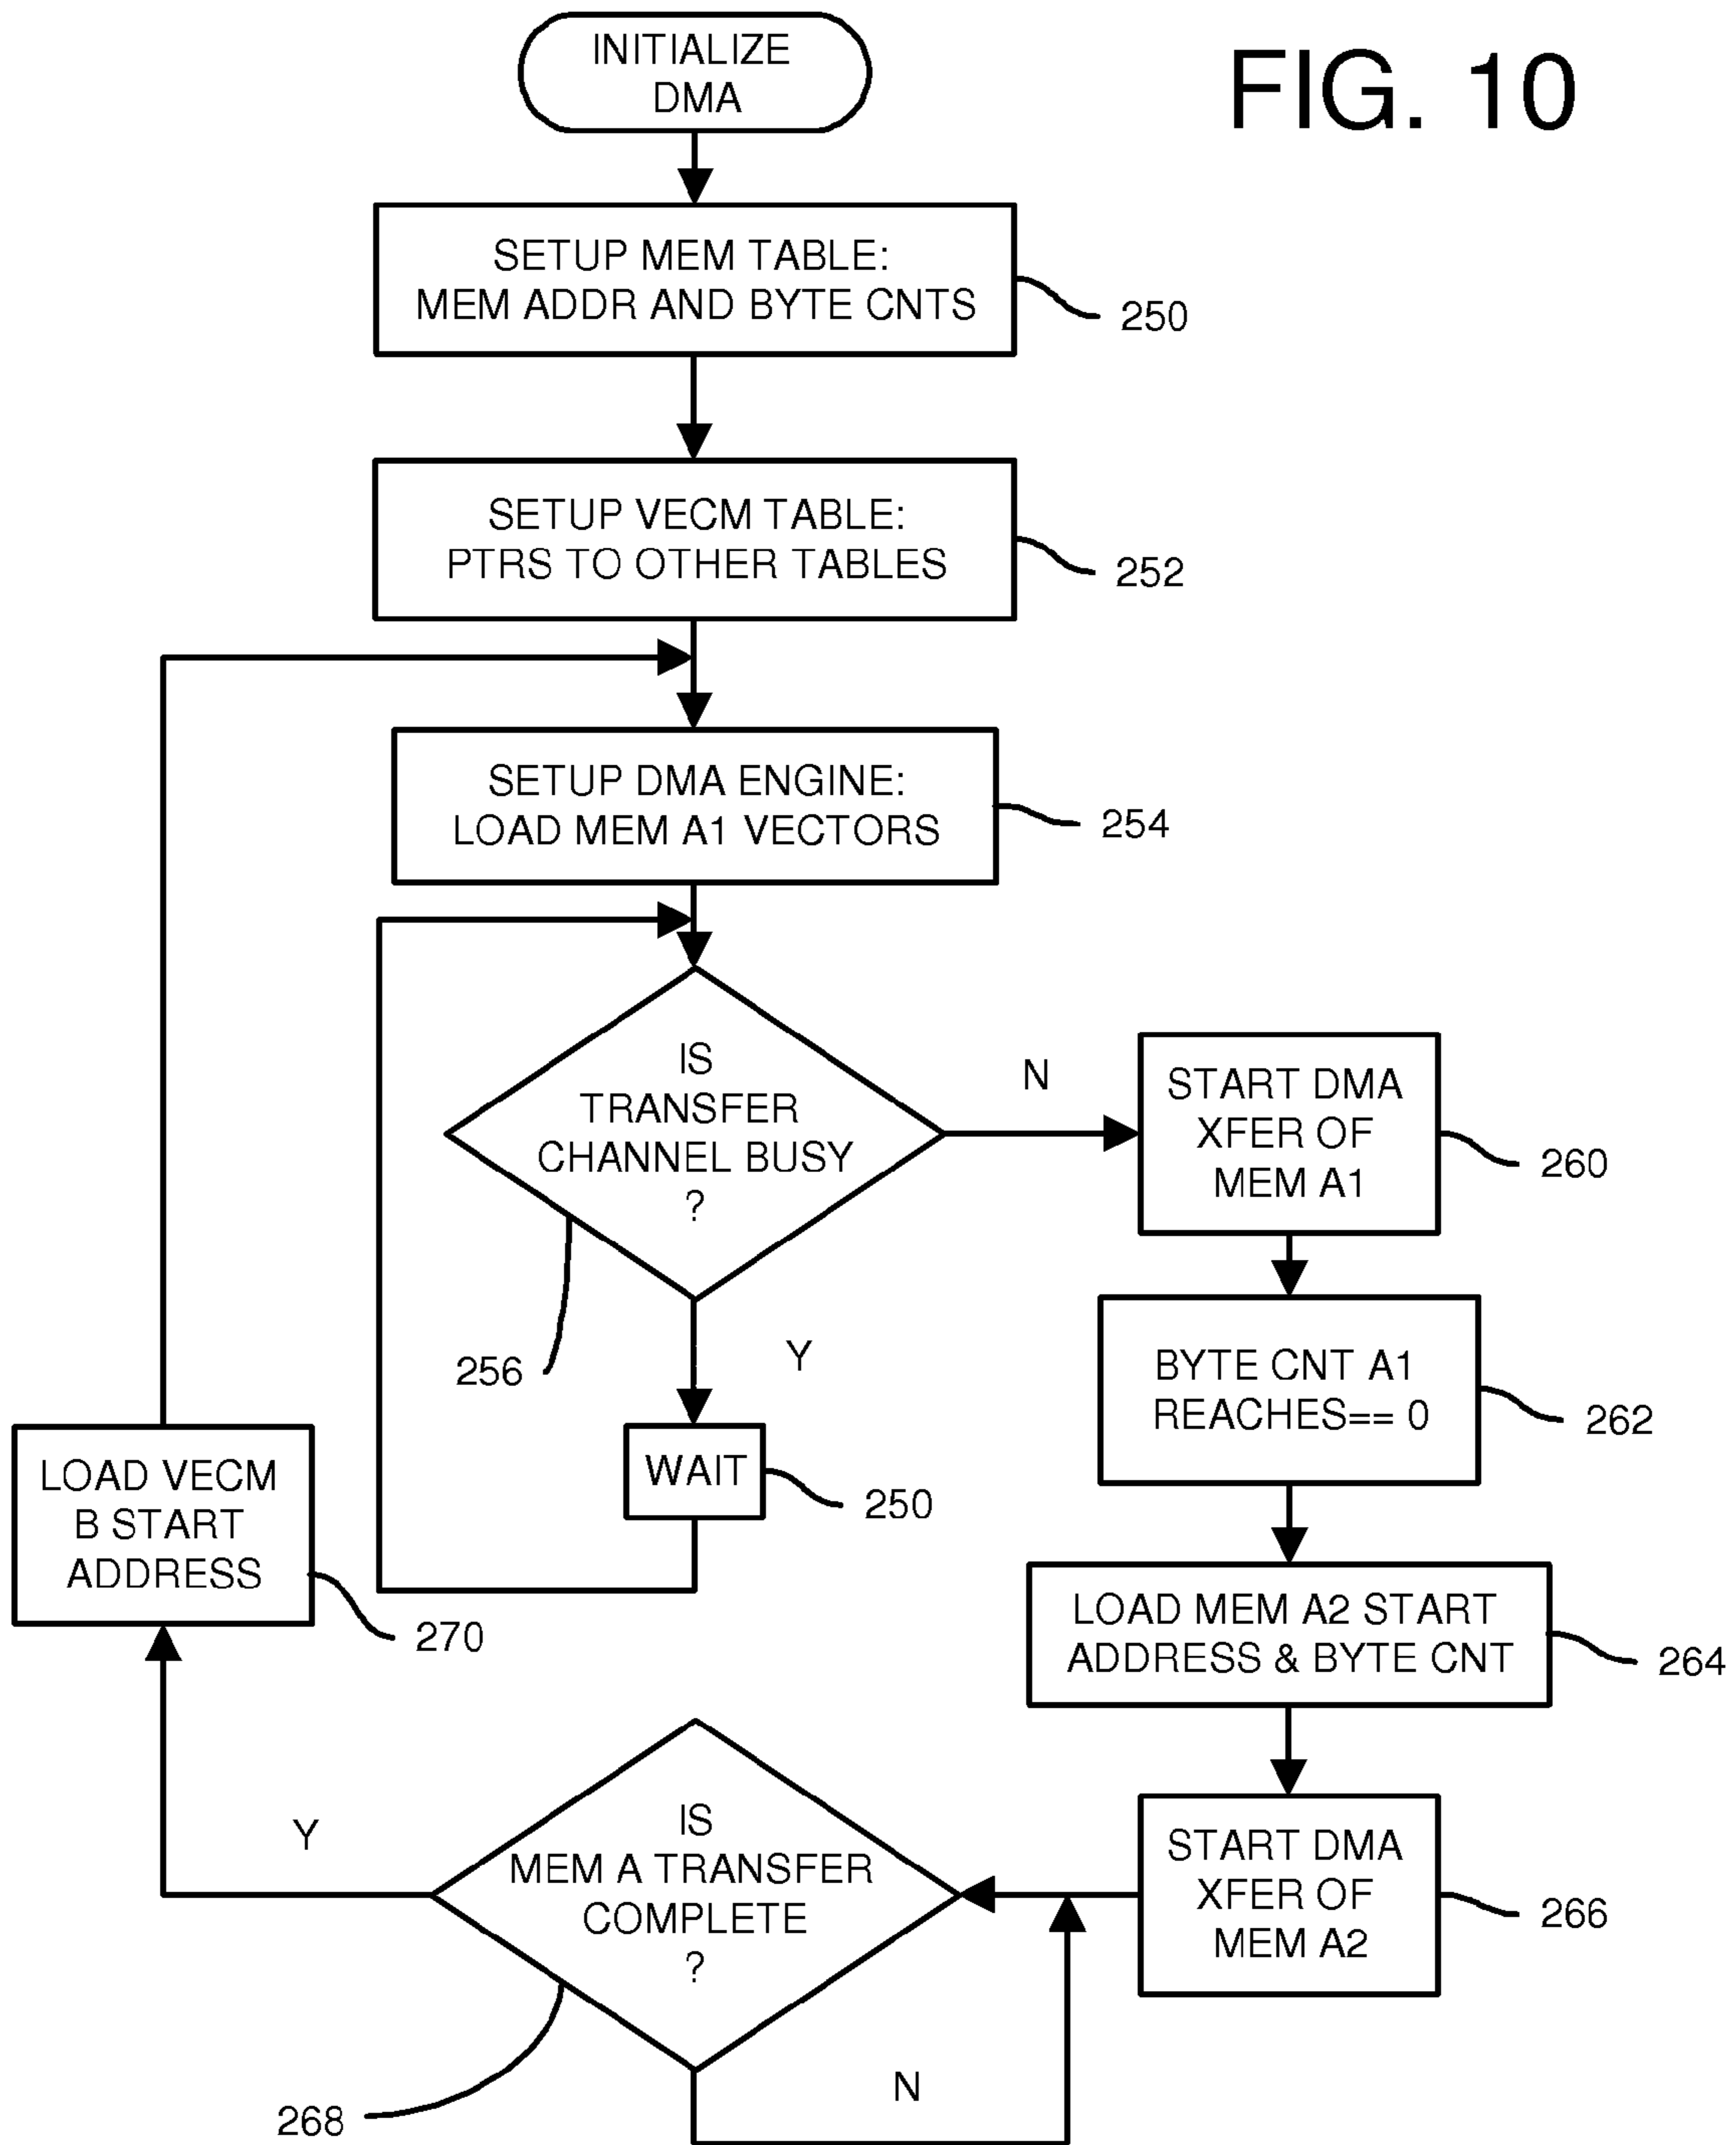 FIG. 10
INITIALIZE
DMA
SETUP MEM TABLE:
MEM ADDR AND BYTE CNTS
250
SETUP VECM TABLE:
PTRS TO OTHER TABLES
252
SETUP DMA ENGINE:
LOAD MEM A1 VECTORS
254
IS
TRANSFER
CHANNEL BUSY
?
256
N
Y
WAIT
250
START DMA
XFER OF
MEM A1
260
BYTE CNT A1
REACHES== 0
262
LOAD MEM A2 START
ADDRESS & BYTE CNT
264
START DMA
XFER OF
MEM A2
266
IS
MEM A TRANSFER
COMPLETE
?
268
N
Y
LOAD VECM
B START
ADDRESS
270